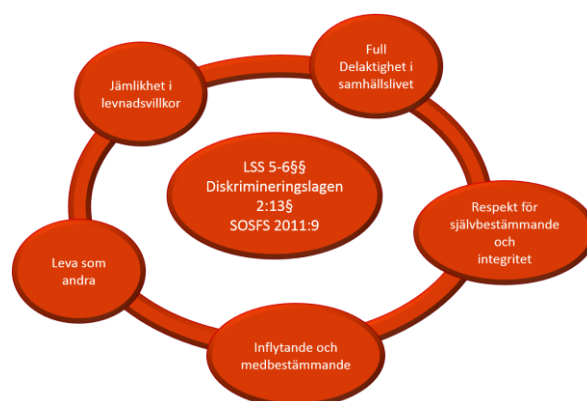 Full
Delaktighet i
samhällslivet
Jämlikhet i
levnadsvillkor
LSS 5-6§§
Diskrimineringslagen
2:13§
SOSFS 2011:9
Respekt för
självbestämmande
och
integritet
Leva som
andra
Inflytande och
medbestämmande